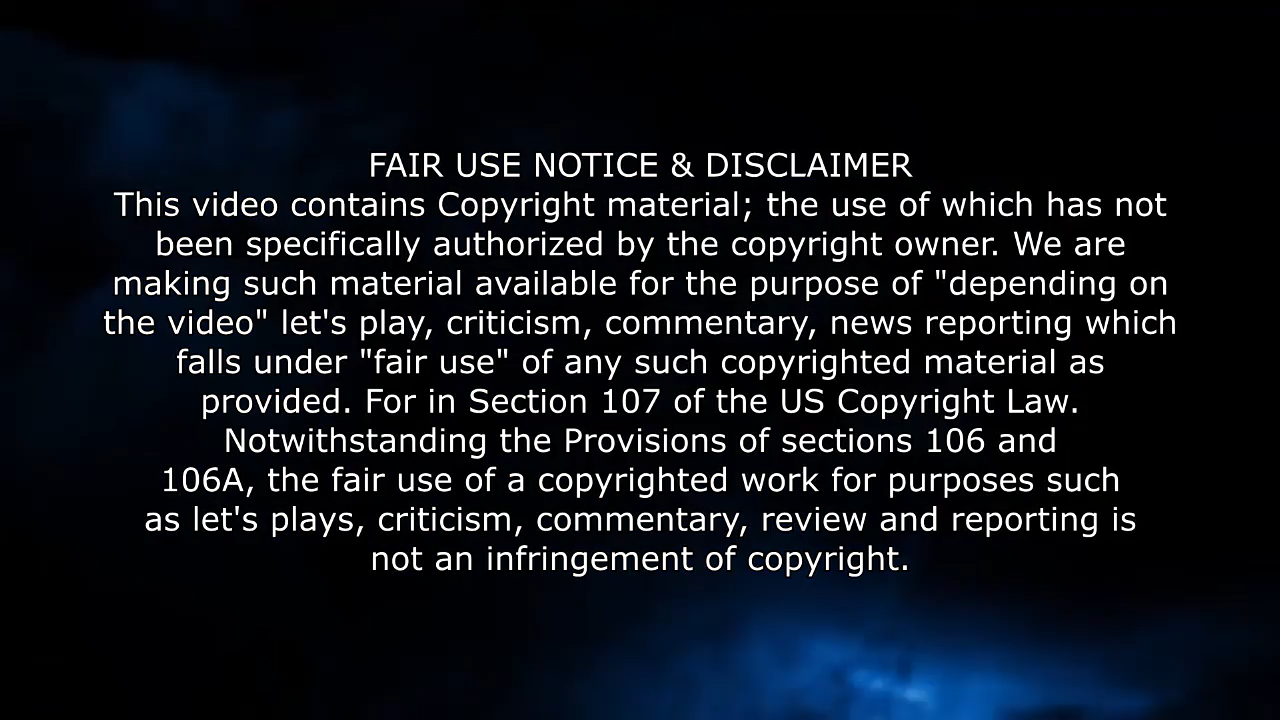 FAIR USE NOTICE & DISCLAIMER
This video contains Copyright material; the use of which has not
been specifically authorized by the copyright owner. We are
making such material available for the purpose of "depending on
the video" let's play, criticism, commentary, news reporting which
falls under "fair use" of any such copyrighted material as
provided. For in Section 107 of the US Copyright Law.
Notwithstanding the Provisions of sections 106 and
106A, the fair use of a copyrighted work for purposes such
as let's plays, criticism, commentary, review and reporting is
not an infringement of copyright.